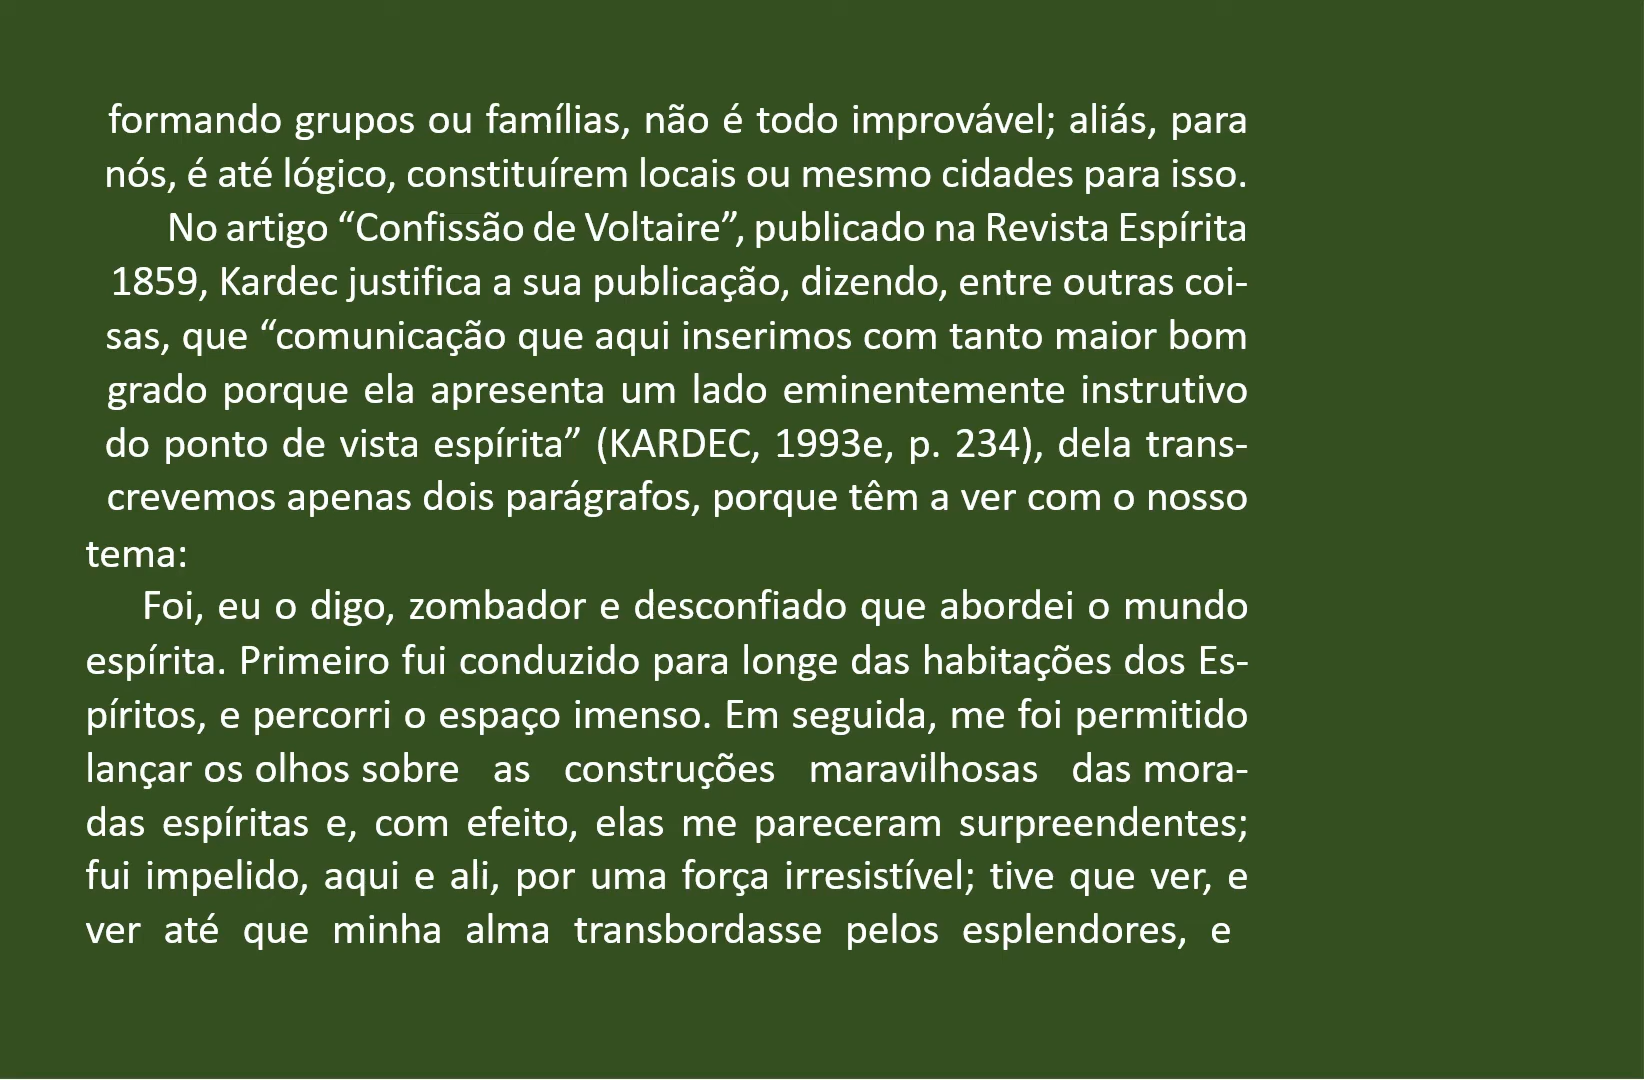 formando grupos ou famílias, não é todo improvável; aliás, para
nós, é até lógico, constituírem locais ou mesmo cidades para isso.
No artigo “Confissão de Voltaire”, publicado na Revista Espírita
1859, Kardec justifica a sua publicação, dizendo, entre outras coi-
sas, que “comunicação que aqui inserimos com tanto maior bom
grado porque ela apresenta um lado eminentemente instrutivo
do ponto de vista espírita” (KARDEC, 1993e, p. 234), dela trans-
crevemos apenas dois parágrafos, porque têm a ver com o nosso
tema:
Foi, eu o digo, zombador e desconfiado que abordei o mundo
espírita. Primeiro fui conduzido para longe das habitações dos Es-
píritos, e percorri o espaço imenso. Em seguida, me foi permitido
lançar os olhos sobre as construções maravilhosas das mora-
das espíritas e, com efeito, elas me pareceram surpreendentes;
fui impelido, aqui e ali, por uma força irresistível; tive que ver, e
ver até que minha alma transbordasse pelos esplendores, e